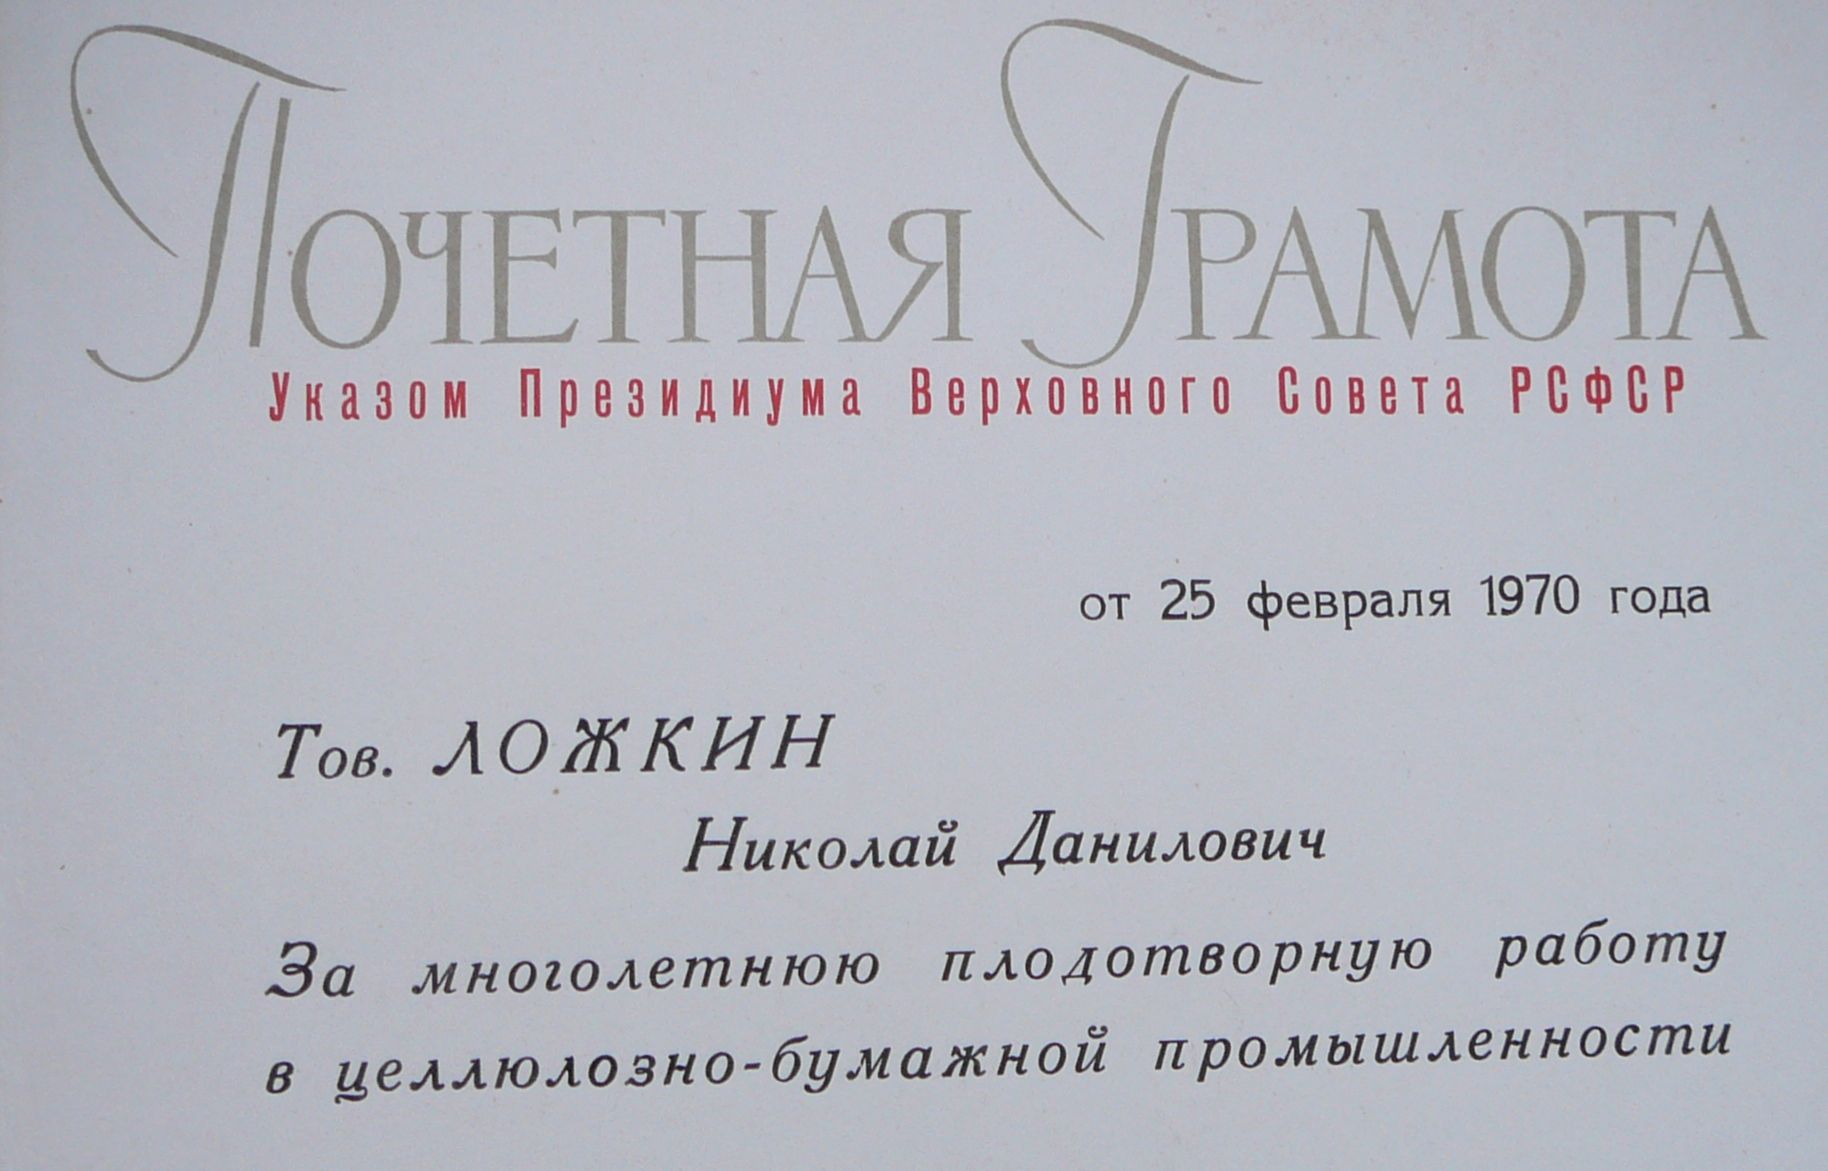 Почетная Грамота
Указом Президиума Верховного Совета РСФСР
от 25 февраля 1970 года
Тов. ЛОЖКИН
Николай Данилович
За многолетнюю плодотворную работу
в целлюлозно-бумажной промышленности